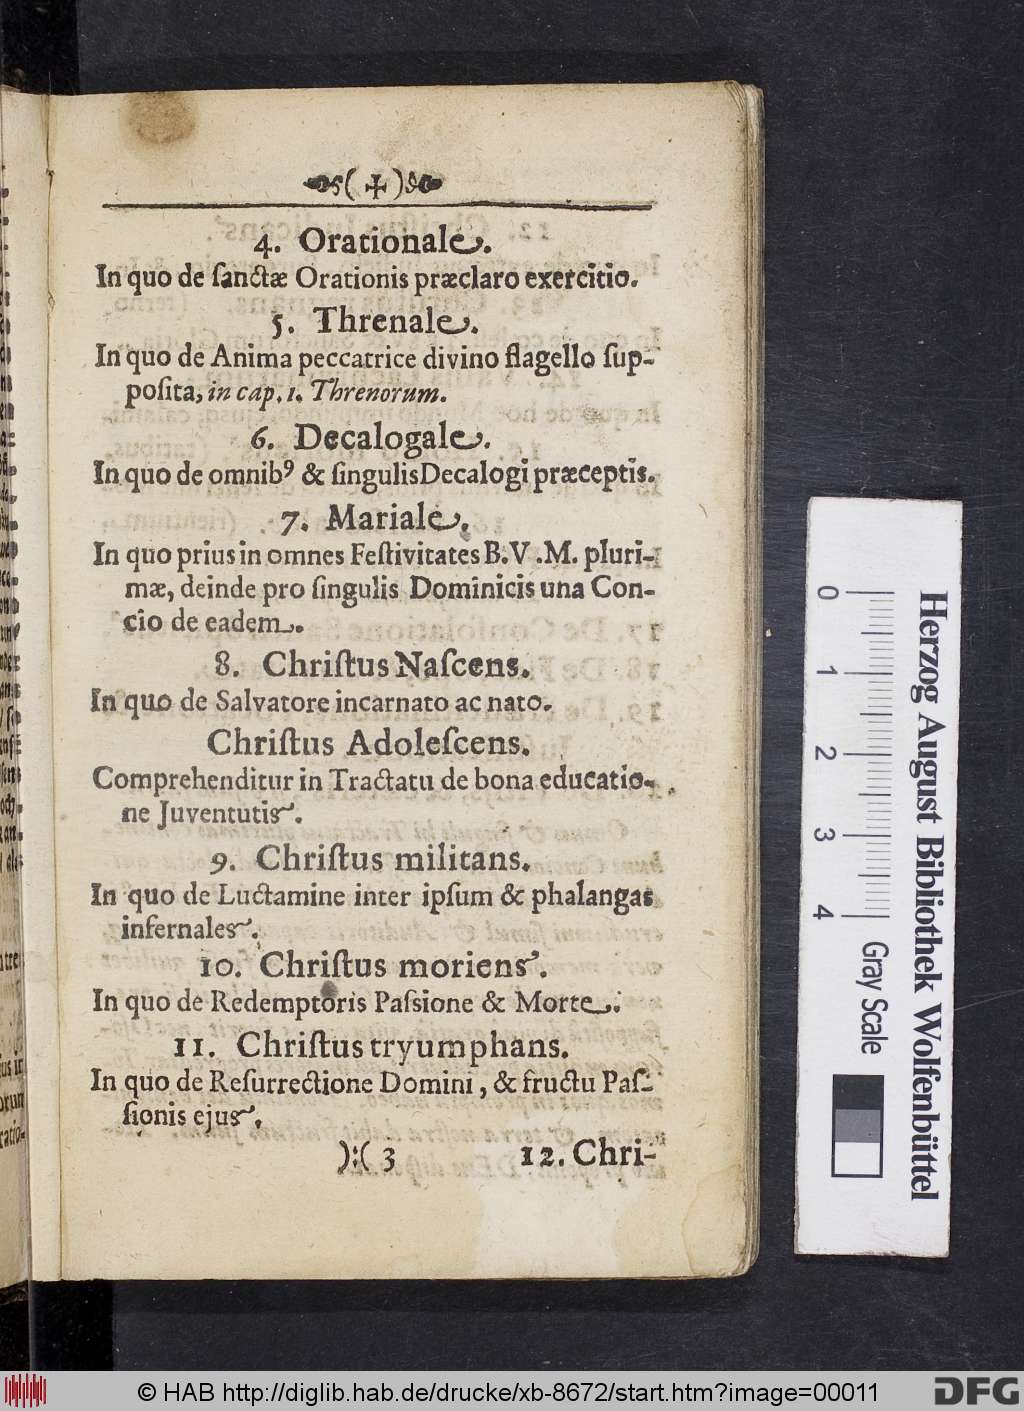 ( ✠ )
4. Orationale.
In quo de ſanctæ Orationis præclaro exercitio.
5. Threnale.
In quo de Anima peccatrice divino flagello ſup-
poſita, in cap. 1. Threnorum.
6. Decalogale.
In quo de omnibꝰ & ſingulis Decalogi præceptis.
7. Mariale.
In quo prius in omnes Feſtivitates B. V. M. pluri-
mæ, deinde pro ſingulis Dominicis una Con-
cio de eadem.
8. Chriſtus Naſcens.
In quo de Salvatore incarnato ac nato.
Chriſtus Adoleſcens.
Comprehenditur in Tractatu de bona educatio-
ne Juventutis.
9. Chriſtus militans.
In quo de Luctamine inter ipſum & phalangas
infernales.
10. Chriſtus moriens.
In quo de Redemptoris Paſsione & Morte.
11. Chriſtus tryumphans.
In quo de Reſurrectione Domini, & fructu Paſ-
ſionis ejus.
):( 3 12. Chri-
0 1 2 3 4
Gray Scale
Herzog August Bibliothek Wolfenbüttel
© HAB http://diglib.hab.de/drucke/xb-8672/start.htm?image=00011
DFG